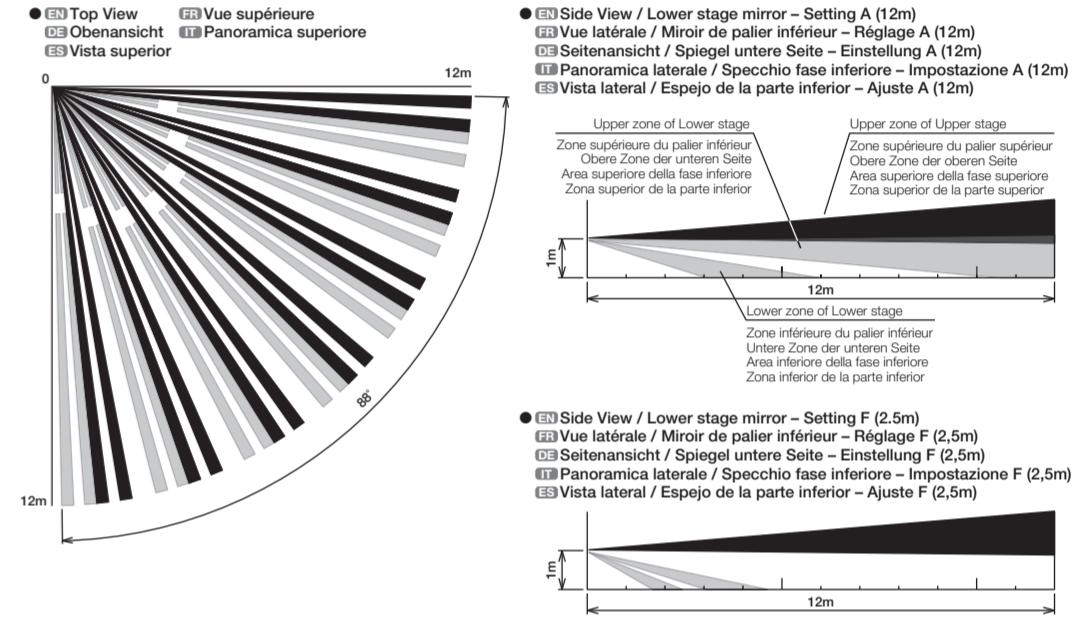 ● EN Top View FR Vue supérieure
DE Obenansicht IT Panoramica superiore
ES Vista superior
0
12m
88°
12m
● EN Side View / Lower stage mirror – Setting A (12m)
FR Vue latérale / Miroir de palier inférieur – Réglage A (12m)
DE Seitenansicht / Spiegel untere Seite – Einstellung A (12m)
IT Panoramica laterale / Specchio fase inferiore – Impostazione A (12m)
ES Vista lateral / Espejo de la parte inferior – Ajuste A (12m)
Upper zone of Lower stage
Zone supérieure du palier inférieur
Obere Zone der unteren Seite
Area superiore della fase inferiore
Zona superior de la parte inferior
Upper zone of Upper stage
Zone supérieure du palier supérieur
Obere Zone der oberen Seite
Area superiore della fase superiore
Zona superior de la parte superior
1m
12m
Lower zone of Lower stage
Zone inférieure du palier inférieur
Untere Zone der unteren Seite
Area inferiore della fase inferiore
Zona inferior de la parte inferior
● EN Side View / Lower stage mirror – Setting F (2.5m)
FR Vue latérale / Miroir de palier inférieur – Réglage F (2,5m)
DE Seitenansicht / Spiegel untere Seite – Einstellung F (2,5m)
IT Panoramica laterale / Specchio fase inferiore – Impostazione F (2,5m)
ES Vista lateral / Espejo de la parte inferior – Ajuste F (2,5m)
1m
12m